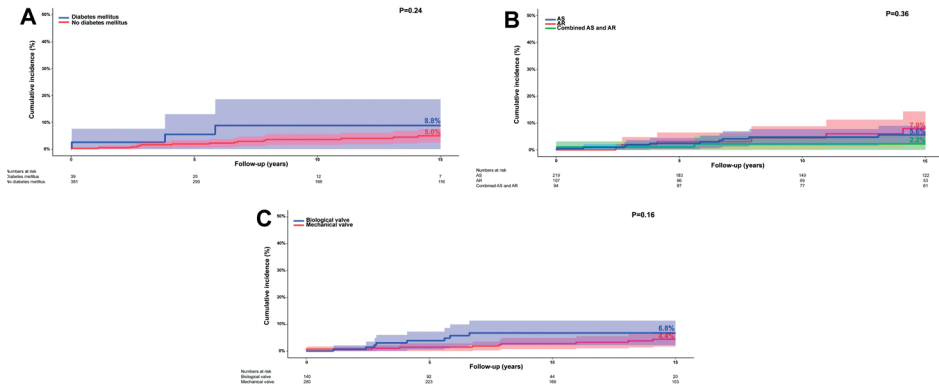 A
Diabetes mellitus
No diabetes mellitus
P=0.24
Cumulative incidence (%)
50%
40%
30%
20%
10%
0%
8.8%
5.0%
0 5 10 15
Follow-up (years)
Numbers at risk
Diabetes mellitus 39 25 12 7
No diabetes mellitus 381 290 198 116
B
AS
AR
Combined AS and AR
P=0.36
Cumulative incidence (%)
50%
40%
30%
20%
10%
0%
7.9%
2.2%
0 5 10 15
Follow-up (years)
Numbers at risk
AS 219 183 149 122
AR 107 86 69 53
Combined AS and AR 94 87 77 61
C
Biological valve
Mechanical valve
P=0.16
Cumulative incidence (%)
50%
40%
30%
20%
10%
0%
6.8%
4.4%
0 5 10 15
Follow-up (years)
Numbers at risk
Biological valve 140 92 44 20
Mechanical valve 280 223 166 103